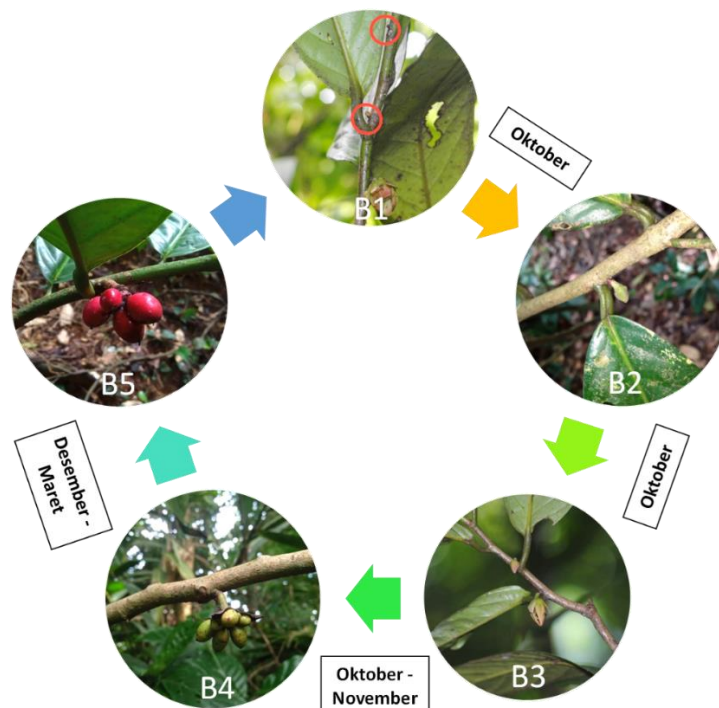 B1
Oktober
B2
Oktober
B3
Oktober -
November
B4
Desember -
Maret
B5